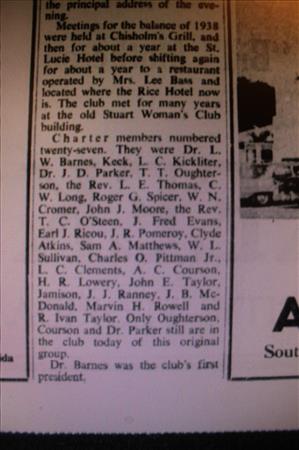 the principal address of the eve-
ning.
Meetings for the balance of 1938
were held at Chisholm's Grill, and
then for about a year at the St.
Lucie Hotel before shifting again
for about a year to a restaurant
operated by Mrs. Lee Bass and
located where the Rice Hotel now
is. The club met for many years
at the old Stuart Woman's Club
building.
Charter members numbered
twenty-seven. They were Dr. L.
W. Barnes, Keck, L. C. Kickliter,
Dr. J. D. Parker, T. T. Oughter-
son, the Rev. L. E. Thomas, C.
W. Long, Roger G. Spicer, W. N.
Cromer, John J. Moore, the Rev.
T. C. O'Steen, J. Fred Evans,
Earl J. Ricou, J. R. Pomeroy, Clyde
Atkins, Sam A. Matthews, W. L.
Sullivan, Charles O. Pittman Jr.,
L. C. Clements, A. C. Courson,
H. R. Lowery, John E. Taylor,
Jamison, J. J. Ranney, J. B. Mc-
Donald, Marvin H. Rowell and
R. Ivan Taylor. Only Oughterson,
Courson and Dr. Parker still are in
the club today of this original
group.
Dr. Barnes was the club's first
president.
ida
A
Sout